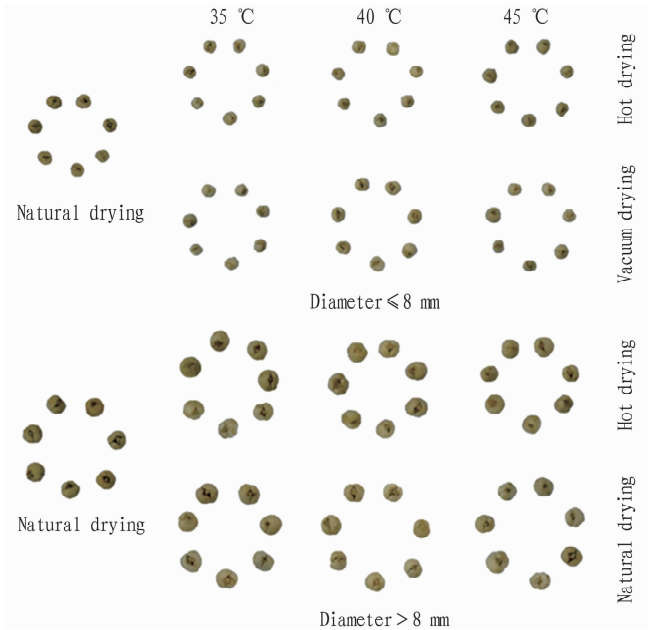 35 ℃
40 ℃
45 ℃
Hot drying
Natural drying
Vacuum drying
Diameter≤8 mm
Hot drying
Natural drying
Natural drying
Diameter>8 mm